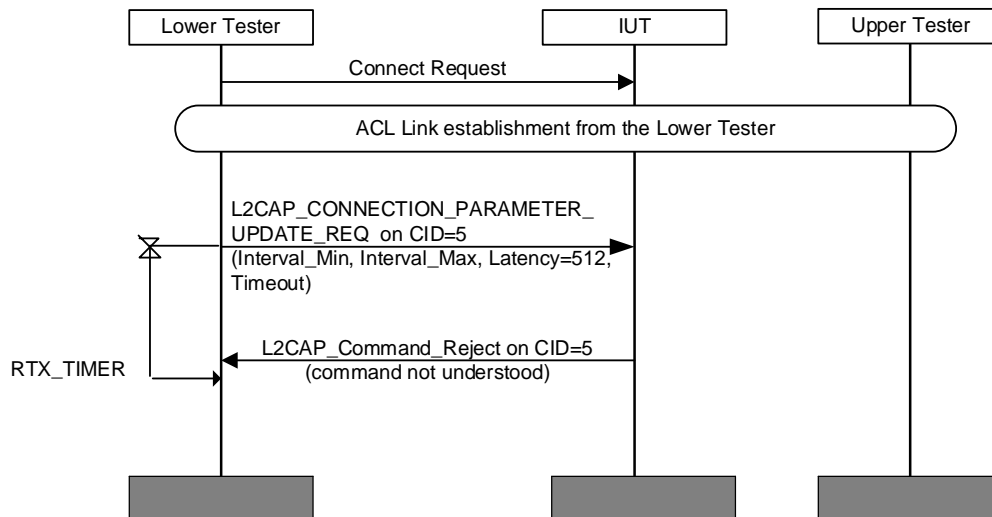 Lower Tester
IUT
Upper Tester
Connect Request
ACL Link establishment from the Lower Tester
L2CAP_CONNECTION_PARAMETER_
UPDATE_REQ on CID=5
(Interval_Min, Interval_Max, Latency=512,
Timeout)
L2CAP_Command_Reject on CID=5
(command not understood)
RTX_TIMER